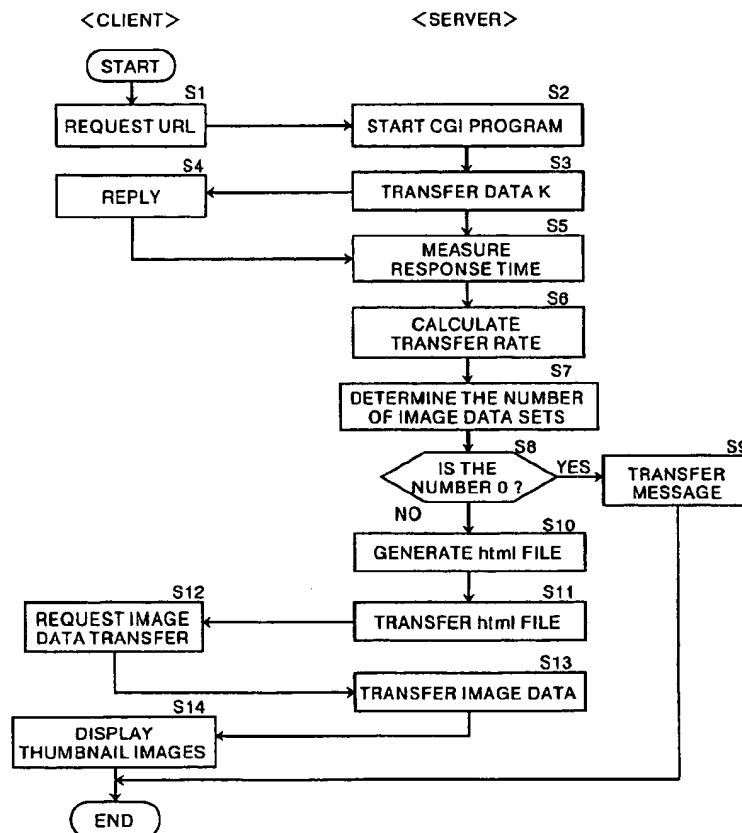 <CLIENT>
<SERVER>
START
S1
REQUEST URL
S2
START CGI PROGRAM
S3
TRANSFER DATA K
S4
REPLY
S5
MEASURE
RESPONSE TIME
S6
CALCULATE
TRANSFER RATE
S7
DETERMINE THE NUMBER
OF IMAGE DATA SETS
S8
IS THE
NUMBER 0 ?
YES
NO
S9
TRANSFER
MESSAGE
S10
GENERATE html FILE
S11
TRANSFER html FILE
S12
REQUEST IMAGE
DATA TRANSFER
S13
TRANSFER IMAGE DATA
S14
DISPLAY
THUMBNAIL IMAGES
END